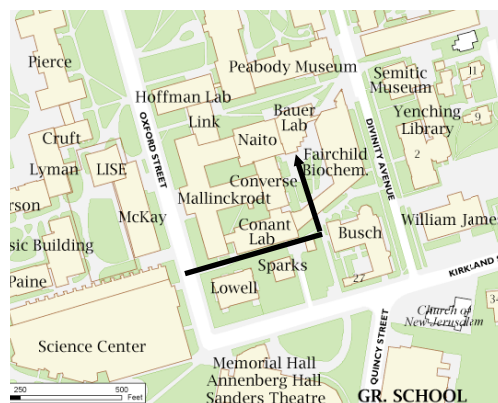 Pierce
Peabody Museum
Semitic
Museum
11
Hoffman Lab
Bauer
Lab
Link
Yenching
Library
9
OXFORD STREET
DIVINITY AVENUE
Cruft
Naito
Fairchild
Biochem.
2
Lyman
LISE
Converse
Mallinckrodt
rson
McKay
William James
sic Building
Conant
Lab
Busch
Sparks
Paine
Lowell
27
KIRKLAND S
34
Church of
New Jerusalem
Science Center
QUINCY STREET
Memorial Hall
Annenberg Hall
Sanders Theatre
GR. SCHOOL
250
500
Feet